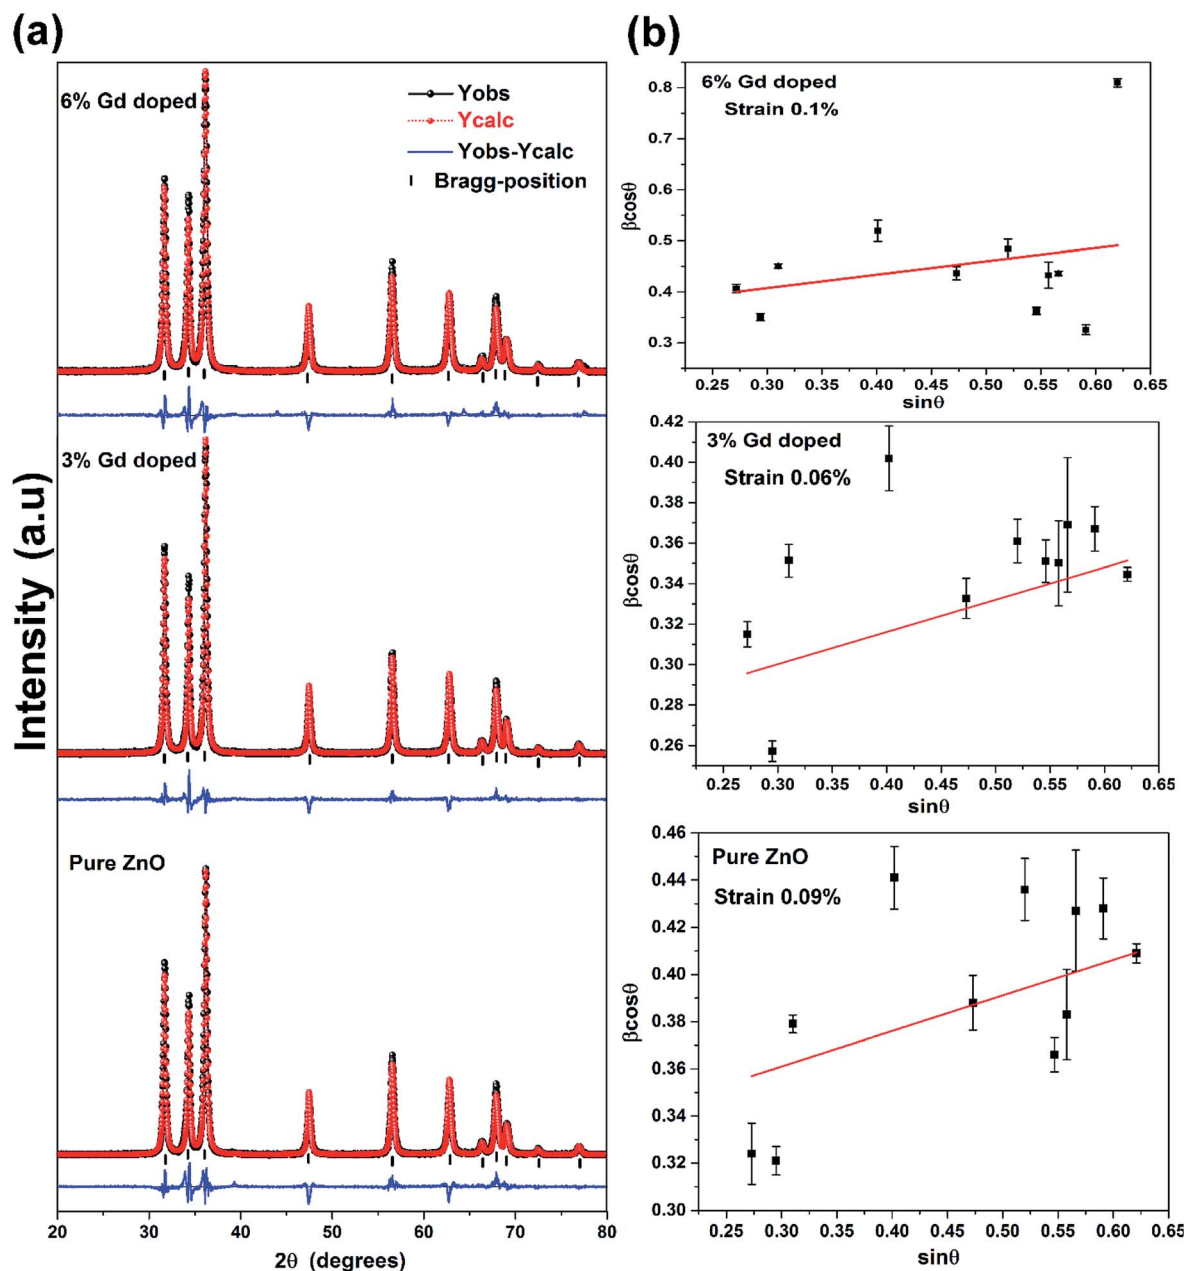 (a)
6% Gd doped
Yobs
Ycalc
Yobs-Ycalc
Bragg-position
3% Gd doped
Pure ZnO
Intensity (a.u)
20 30 40 50 60 70 80
2θ (degrees)
(b)
6% Gd doped
Strain 0.1%
0.8
0.7
0.6
0.5
0.4
0.3
βcosθ
0.25 0.30 0.35 0.40 0.45 0.50 0.55 0.60 0.65
sinθ
3% Gd doped
Strain 0.06%
0.42
0.40
0.38
0.36
0.34
0.32
0.30
0.28
0.26
βcosθ
0.25 0.30 0.35 0.40 0.45 0.50 0.55 0.60 0.65
sinθ
Pure ZnO
Strain 0.09%
0.46
0.44
0.42
0.40
0.38
0.36
0.34
0.32
0.30
βcosθ
0.25 0.30 0.35 0.40 0.45 0.50 0.55 0.60 0.65
sinθ